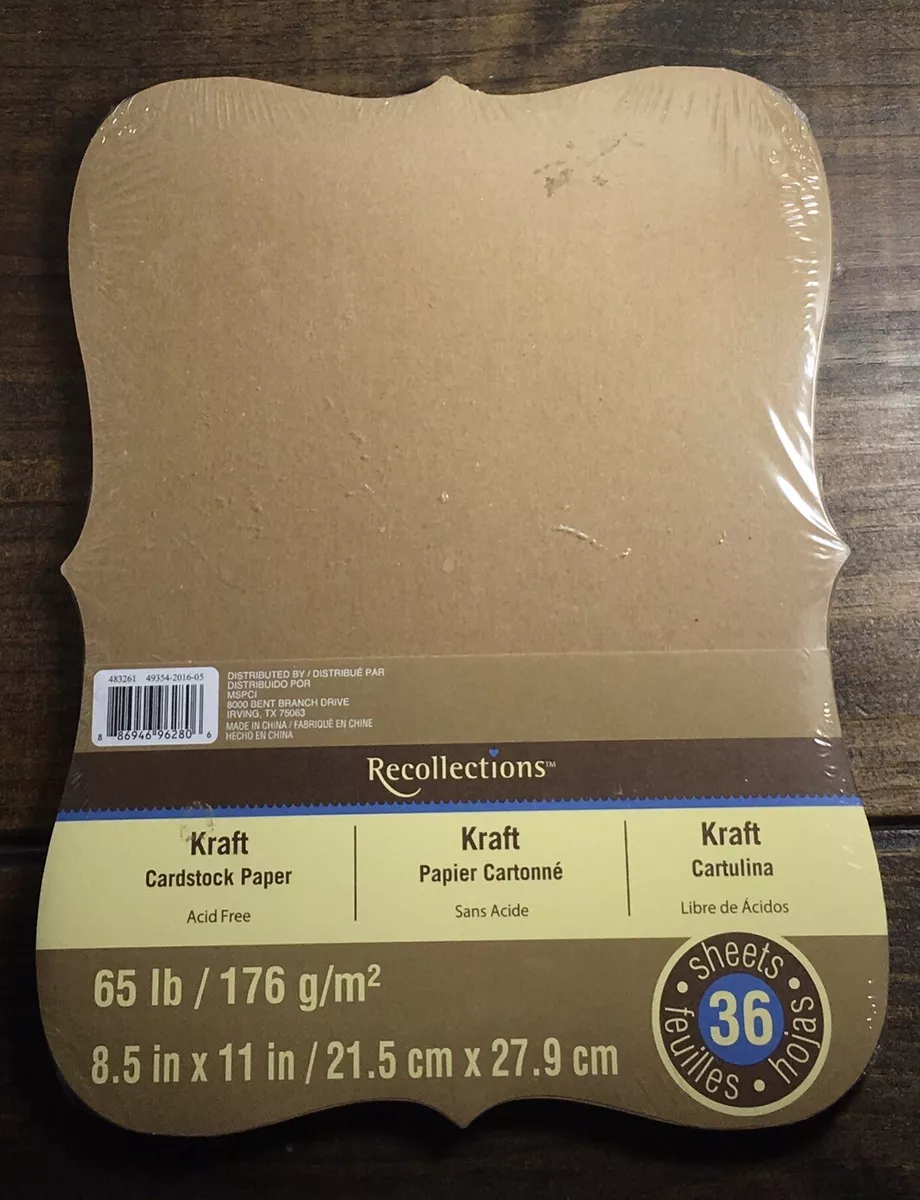 483261 49354-2016-05
8 86946 96280 6
DISTRIBUTED BY / DISTRIBUÉ PAR
DISTRIBUIDO POR
MSPCI
8000 BENT BRANCH DRIVE
IRVING, TX 75063
MADE IN CHINA / FABRIQUÉ EN CHINE
HECHO EN CHINA
Recollections™
Kraft
Cardstock Paper
Acid Free
Kraft
Papier Cartonné
Sans Acide
Kraft
Cartulina
Libre de Ácidos
65 lb / 176 g/m²
8.5 in x 11 in / 21.5 cm x 27.9 cm
• sheets • hojas • feuilles
36